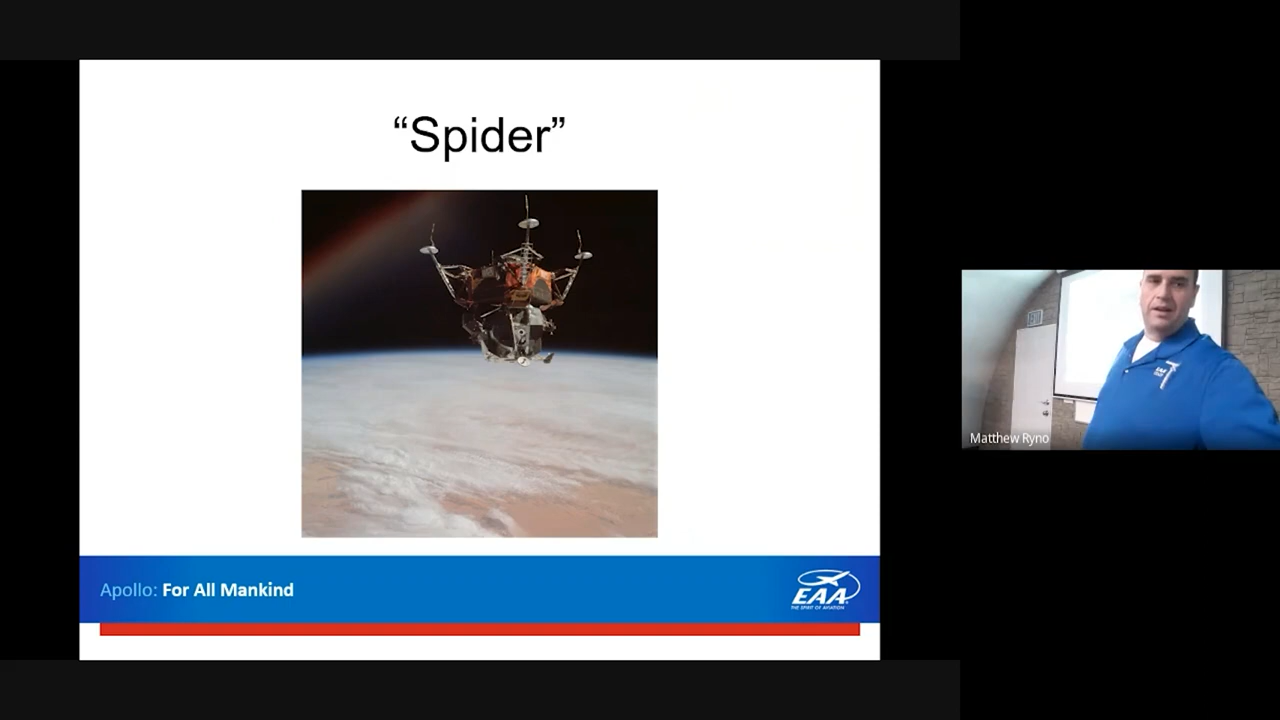 “Spider”
Apollo: For All Mankind
EAA
THE SPIRIT OF AVIATION
Matthew Ryno